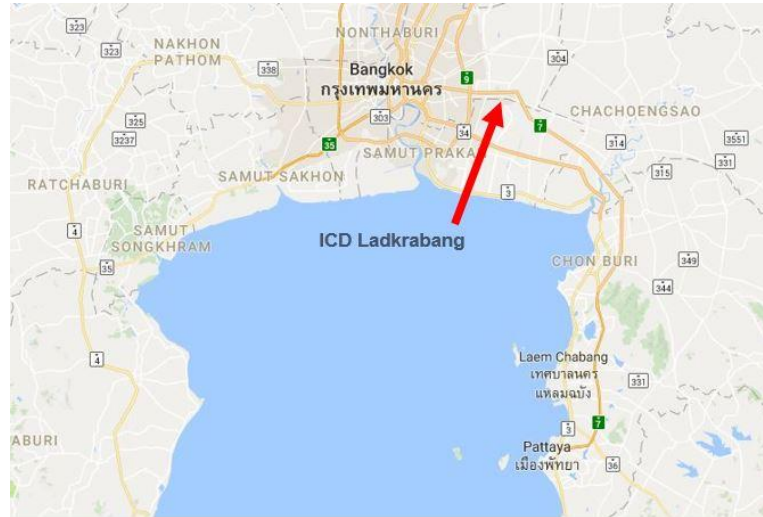 323
NAKHON
PATHOM
323
338
NONTHABURI
Bangkok
กรุงเทพมหานคร
9
304
CHACHOENGSAO
325
3237
303
35
34
7
314
3551
331
315
SAMUT PRAKA
RATCHABURI
SAMUT SAKHON
3
4
SAMUT
SONGKHRAM
35
ICD Ladkrabang
CHON BURI
349
344
4
Laem Chabang
เทศบาลนคร
แหลมฉบัง
331
7
3
ABURI
Pattaya
เมืองพัทยา
36